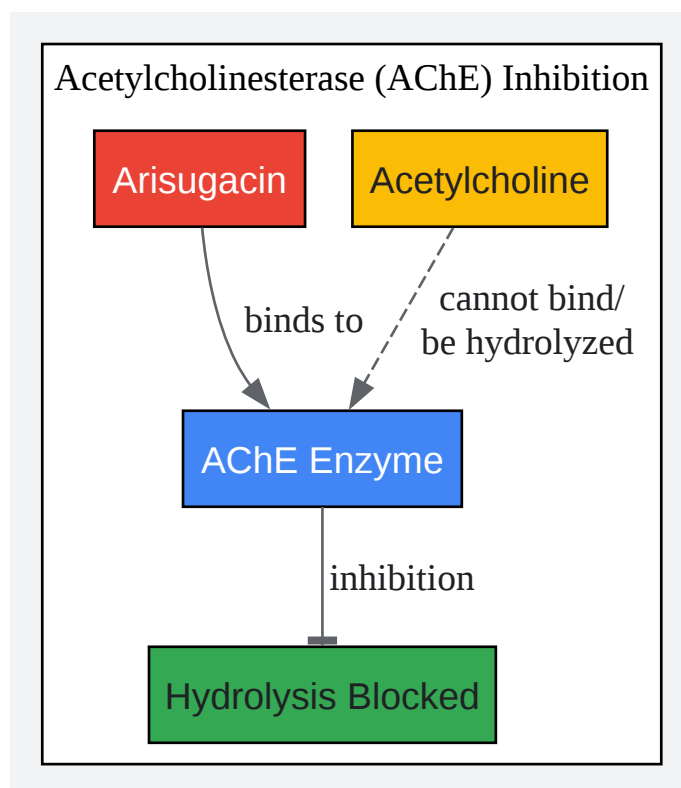 Acetylcholinesterase (AChE) Inhibition
Arisugacin
Acetylcholine
binds to
cannot bind/
be hydrolyzed
AChE Enzyme
inhibition
Hydrolysis Blocked